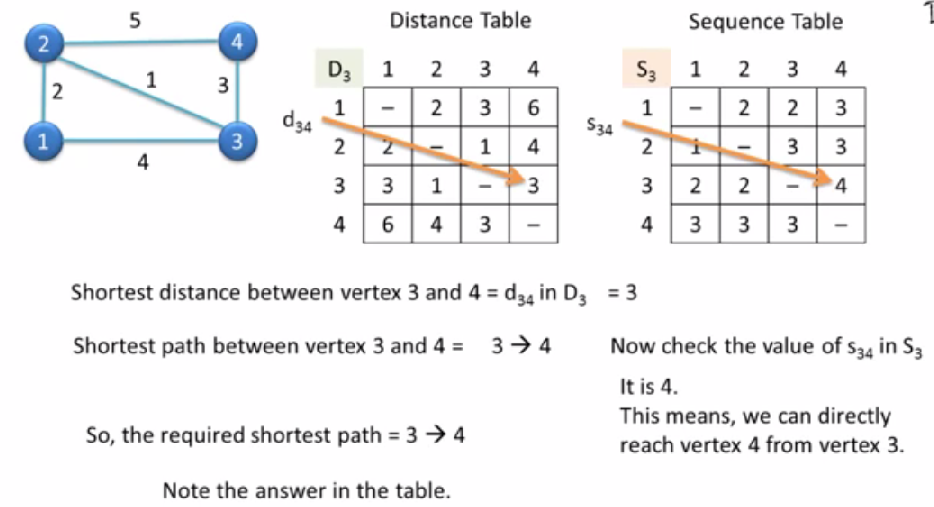 5
2 4
2 1 3
1 3
4
Distance Table
D3 1 2 3 4
d34
1 – 2 3 6
2 2 – 1 4
3 3 1 – 3
4 6 4 3 –
Sequence Table
S3 1 2 3 4
s34
1 – 2 2 3
2 1 – 3 3
3 2 2 – 4
4 3 3 3 –
Shortest distance between vertex 3 and 4 = d34 in D3 = 3
Shortest path between vertex 3 and 4 = 3 → 4
Now check the value of s34 in S3
It is 4.
This means, we can directly
reach vertex 4 from vertex 3.
So, the required shortest path = 3 → 4
Note the answer in the table.